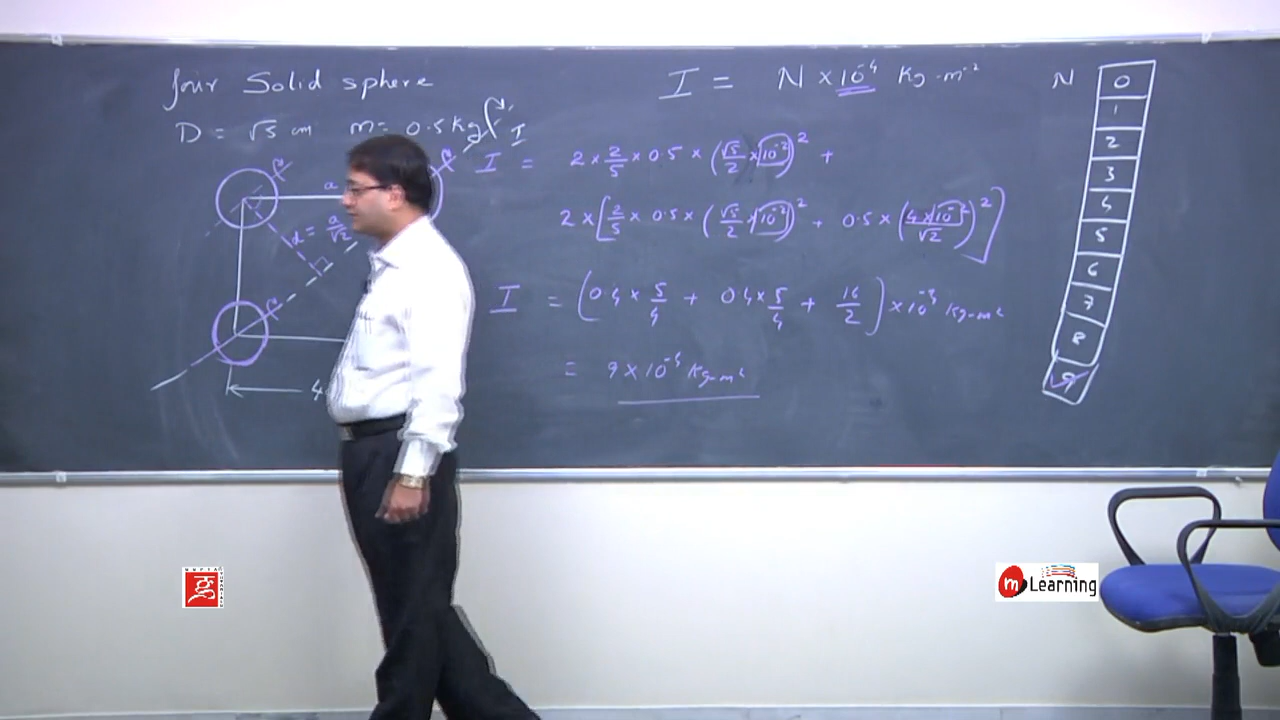 four Solid sphere
D = √5 cm m = 0.5 kg
I
I = N × 10⁻⁴ Kg-m⁻²
N 0
1
2
3
4
5
6
7
8
9
a
d = a/√2
4
I = 2 × 2/5 × 0.5 × (√5/2 × 10⁻²)² +
2 × [2/5 × 0.5 × (√5/2 × 10⁻²)² + 0.5 × (4 × 10⁻²/√2)²]
I = (0.4 × 5/4 + 0.4 × 5/4 + 16/2) × 10⁻⁴ Kg-m²
= 9 × 10⁻⁴ Kg-m²
m Learning